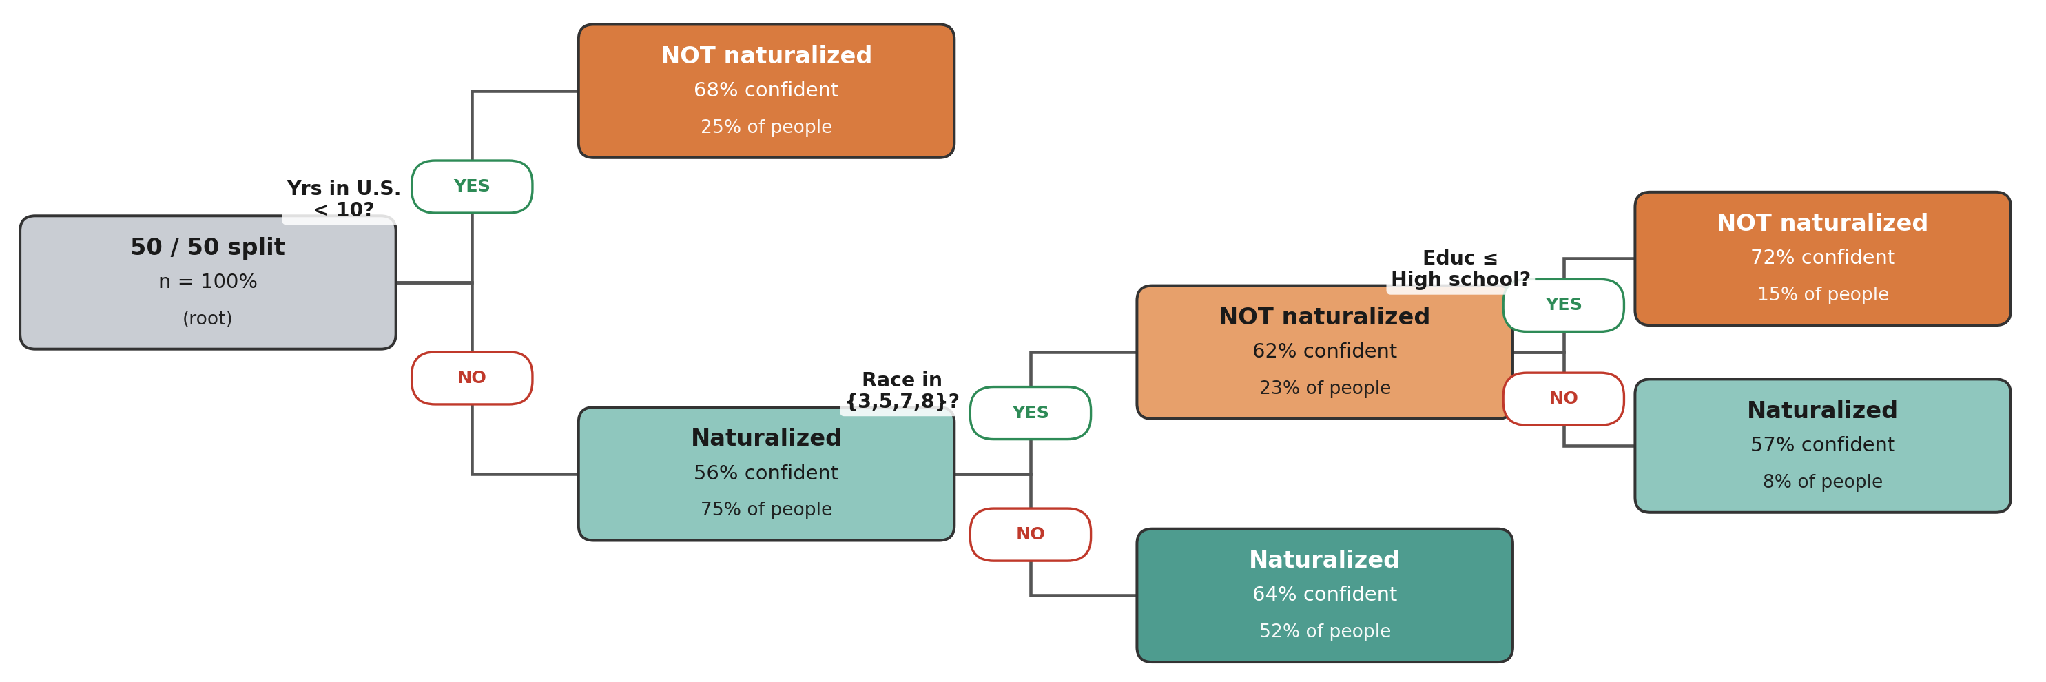 NOT naturalized
68% confident
25% of people
Yrs in U.S.
< 10?
YES
50 / 50 split
n = 100%
(root)
NO
Race in
{3,5,7,8}?
Naturalized
56% confident
75% of people
YES
NO
Educ ≤
High school?
NOT naturalized
62% confident
23% of people
YES
NO
NOT naturalized
72% confident
15% of people
Naturalized
57% confident
8% of people
Naturalized
64% confident
52% of people